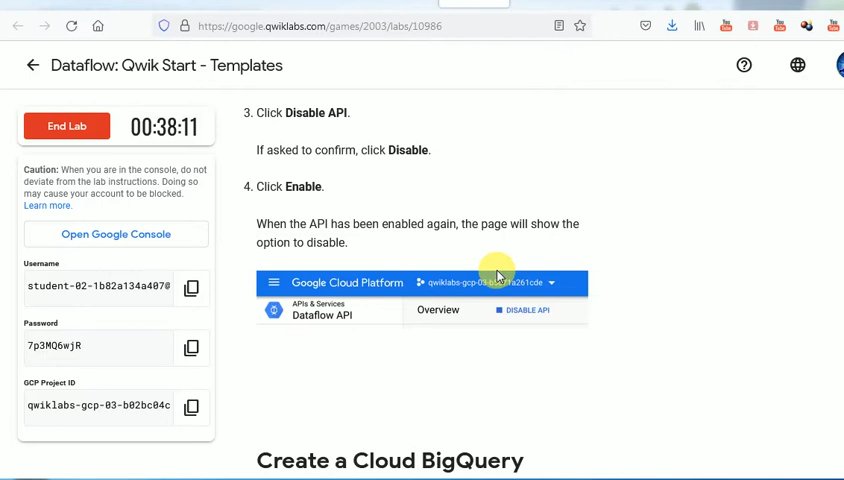 https://google.qwiklabs.com/games/2003/labs/10986
Dataflow: Qwik Start - Templates
End Lab
00:38:11
Caution: When you are in the console, do not
deviate from the lab instructions. Doing so
may cause your account to be blocked.
Learn more.
Open Google Console
Username
student-02-1b82a134a407@
Password
7p3MQ6wjR
GCP Project ID
qwiklabs-gcp-03-b02bc04c
3. Click Disable API.
If asked to confirm, click Disable.
4. Click Enable.
When the API has been enabled again, the page will show the
option to disable.
Google Cloud Platform
APIs & Services
Dataflow API
Overview
DISABLE API
Create a Cloud BigQuery